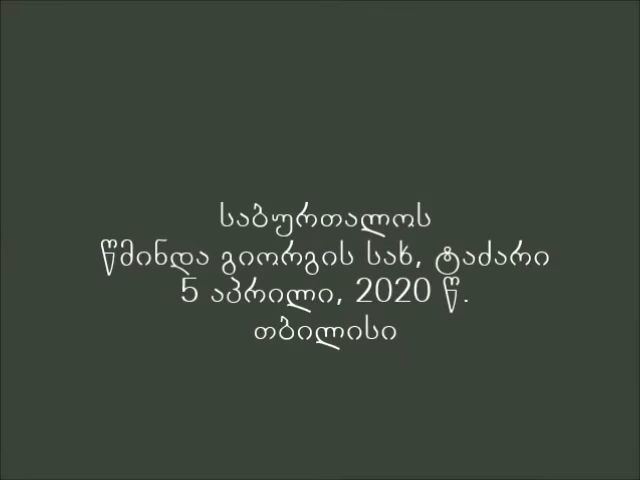 საბურთალოს
წმინდა გიორგის სახ, ტაძარი
5 აპრილი, 2020 წ.
თბილისი